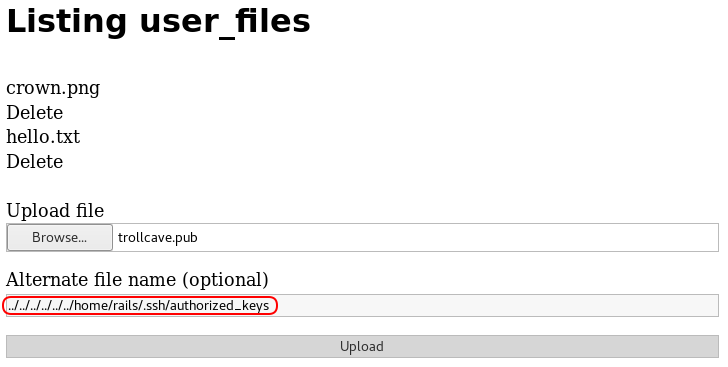 Listing user_files
crown.png
Delete
hello.txt
Delete
Upload file
Browse... trollcave.pub
Alternate file name (optional)
../../../../../../home/rails/.ssh/authorized_keys
Upload